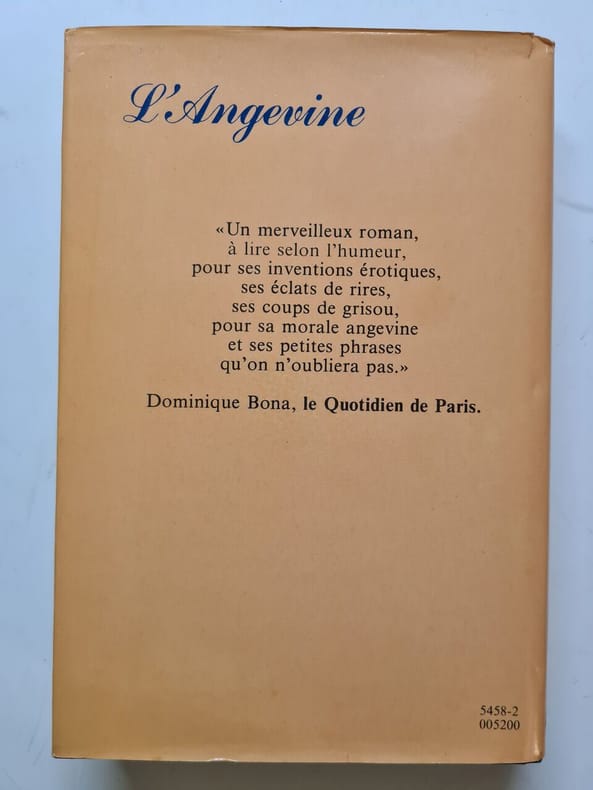 L'Angevine
«Un merveilleux roman,
à lire selon l'humeur,
pour ses inventions érotiques,
ses éclats de rires,
ses coups de grisou,
pour sa morale angevine
et ses petites phrases
qu'on n'oubliera pas.»
Dominique Bona, le Quotidien de Paris.
5458-2
005200